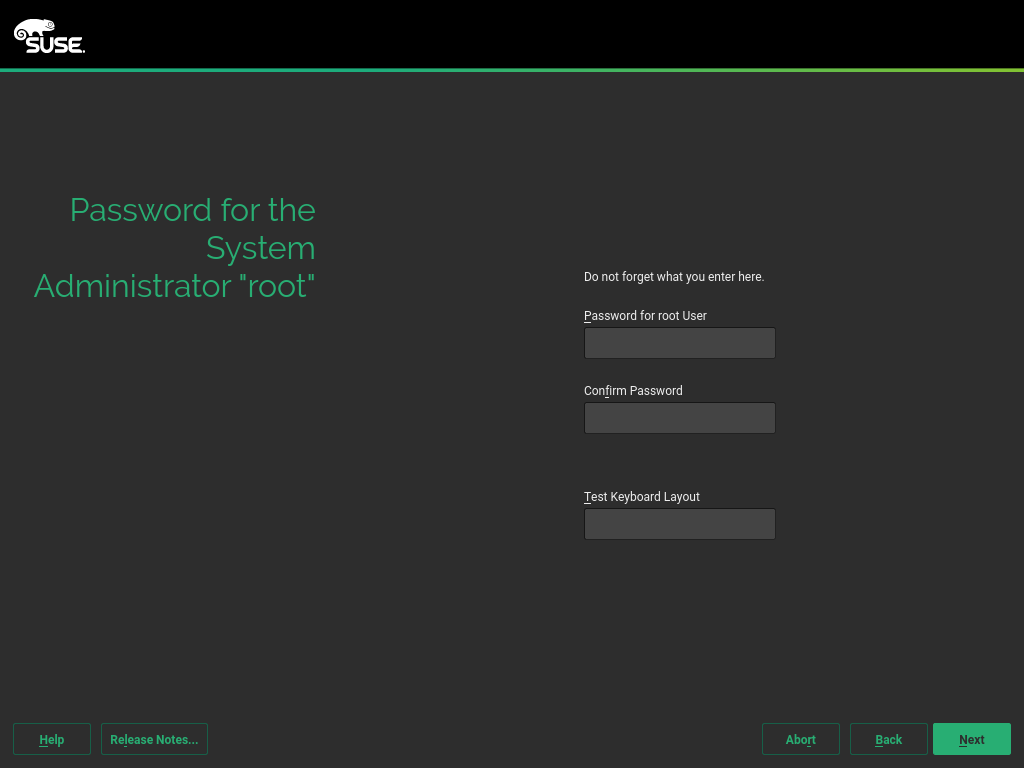 SUSE.
Password for the
System
Administrator "root"
Do not forget what you enter here.
Password for root User
Confirm Password
Test Keyboard Layout
Help
Release Notes...
Abort
Back
Next